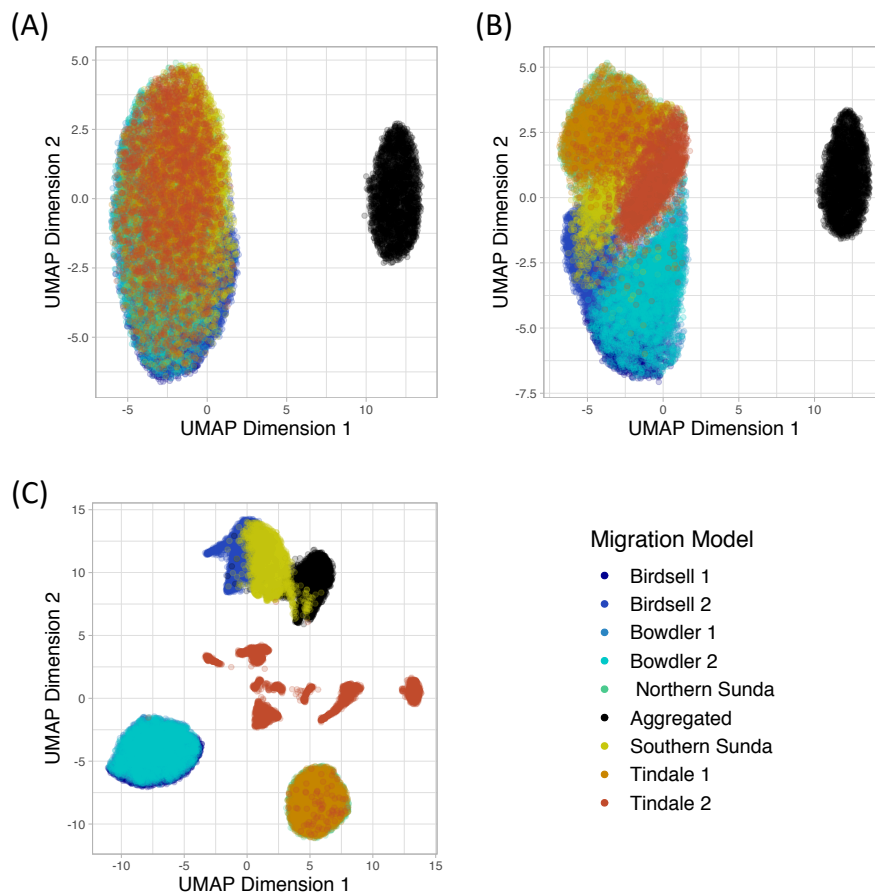 (A)
(B)
5.0
2.5
0.0
-2.5
-5.0
UMAP Dimension 2
-5
0
5
10
UMAP Dimension 1
5.0
2.5
0.0
-2.5
-5.0
-7.5
UMAP Dimension 2
-5
0
5
10
UMAP Dimension 1
(C)
15
10
5
0
-5
-10
UMAP Dimension 2
-10
-5
0
5
10
15
UMAP Dimension 1
Migration Model
Birdsell 1
Birdsell 2
Bowdler 1
Bowdler 2
Northern Sunda
Aggregated
Southern Sunda
Tindale 1
Tindale 2